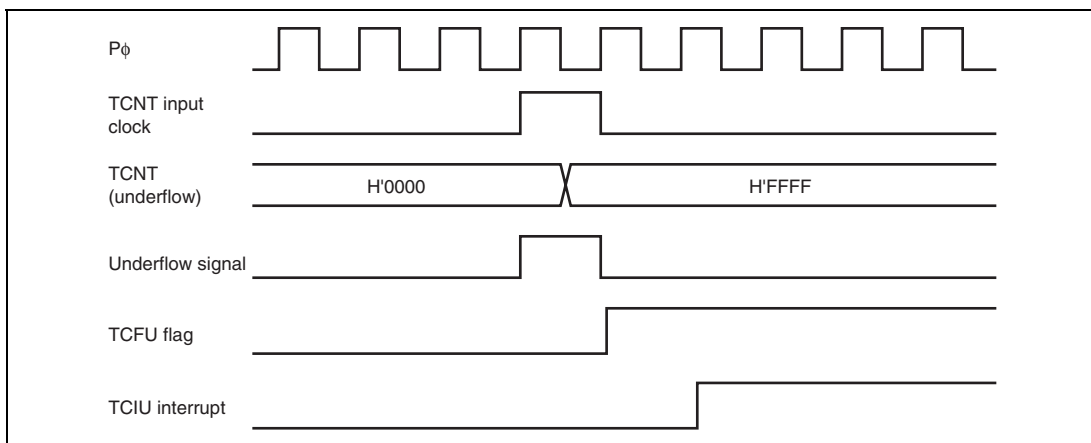 Pϕ
TCNT input
clock
TCNT
(underflow)
H'0000 H'FFFF
Underflow signal
TCFU flag
TCIU interrupt